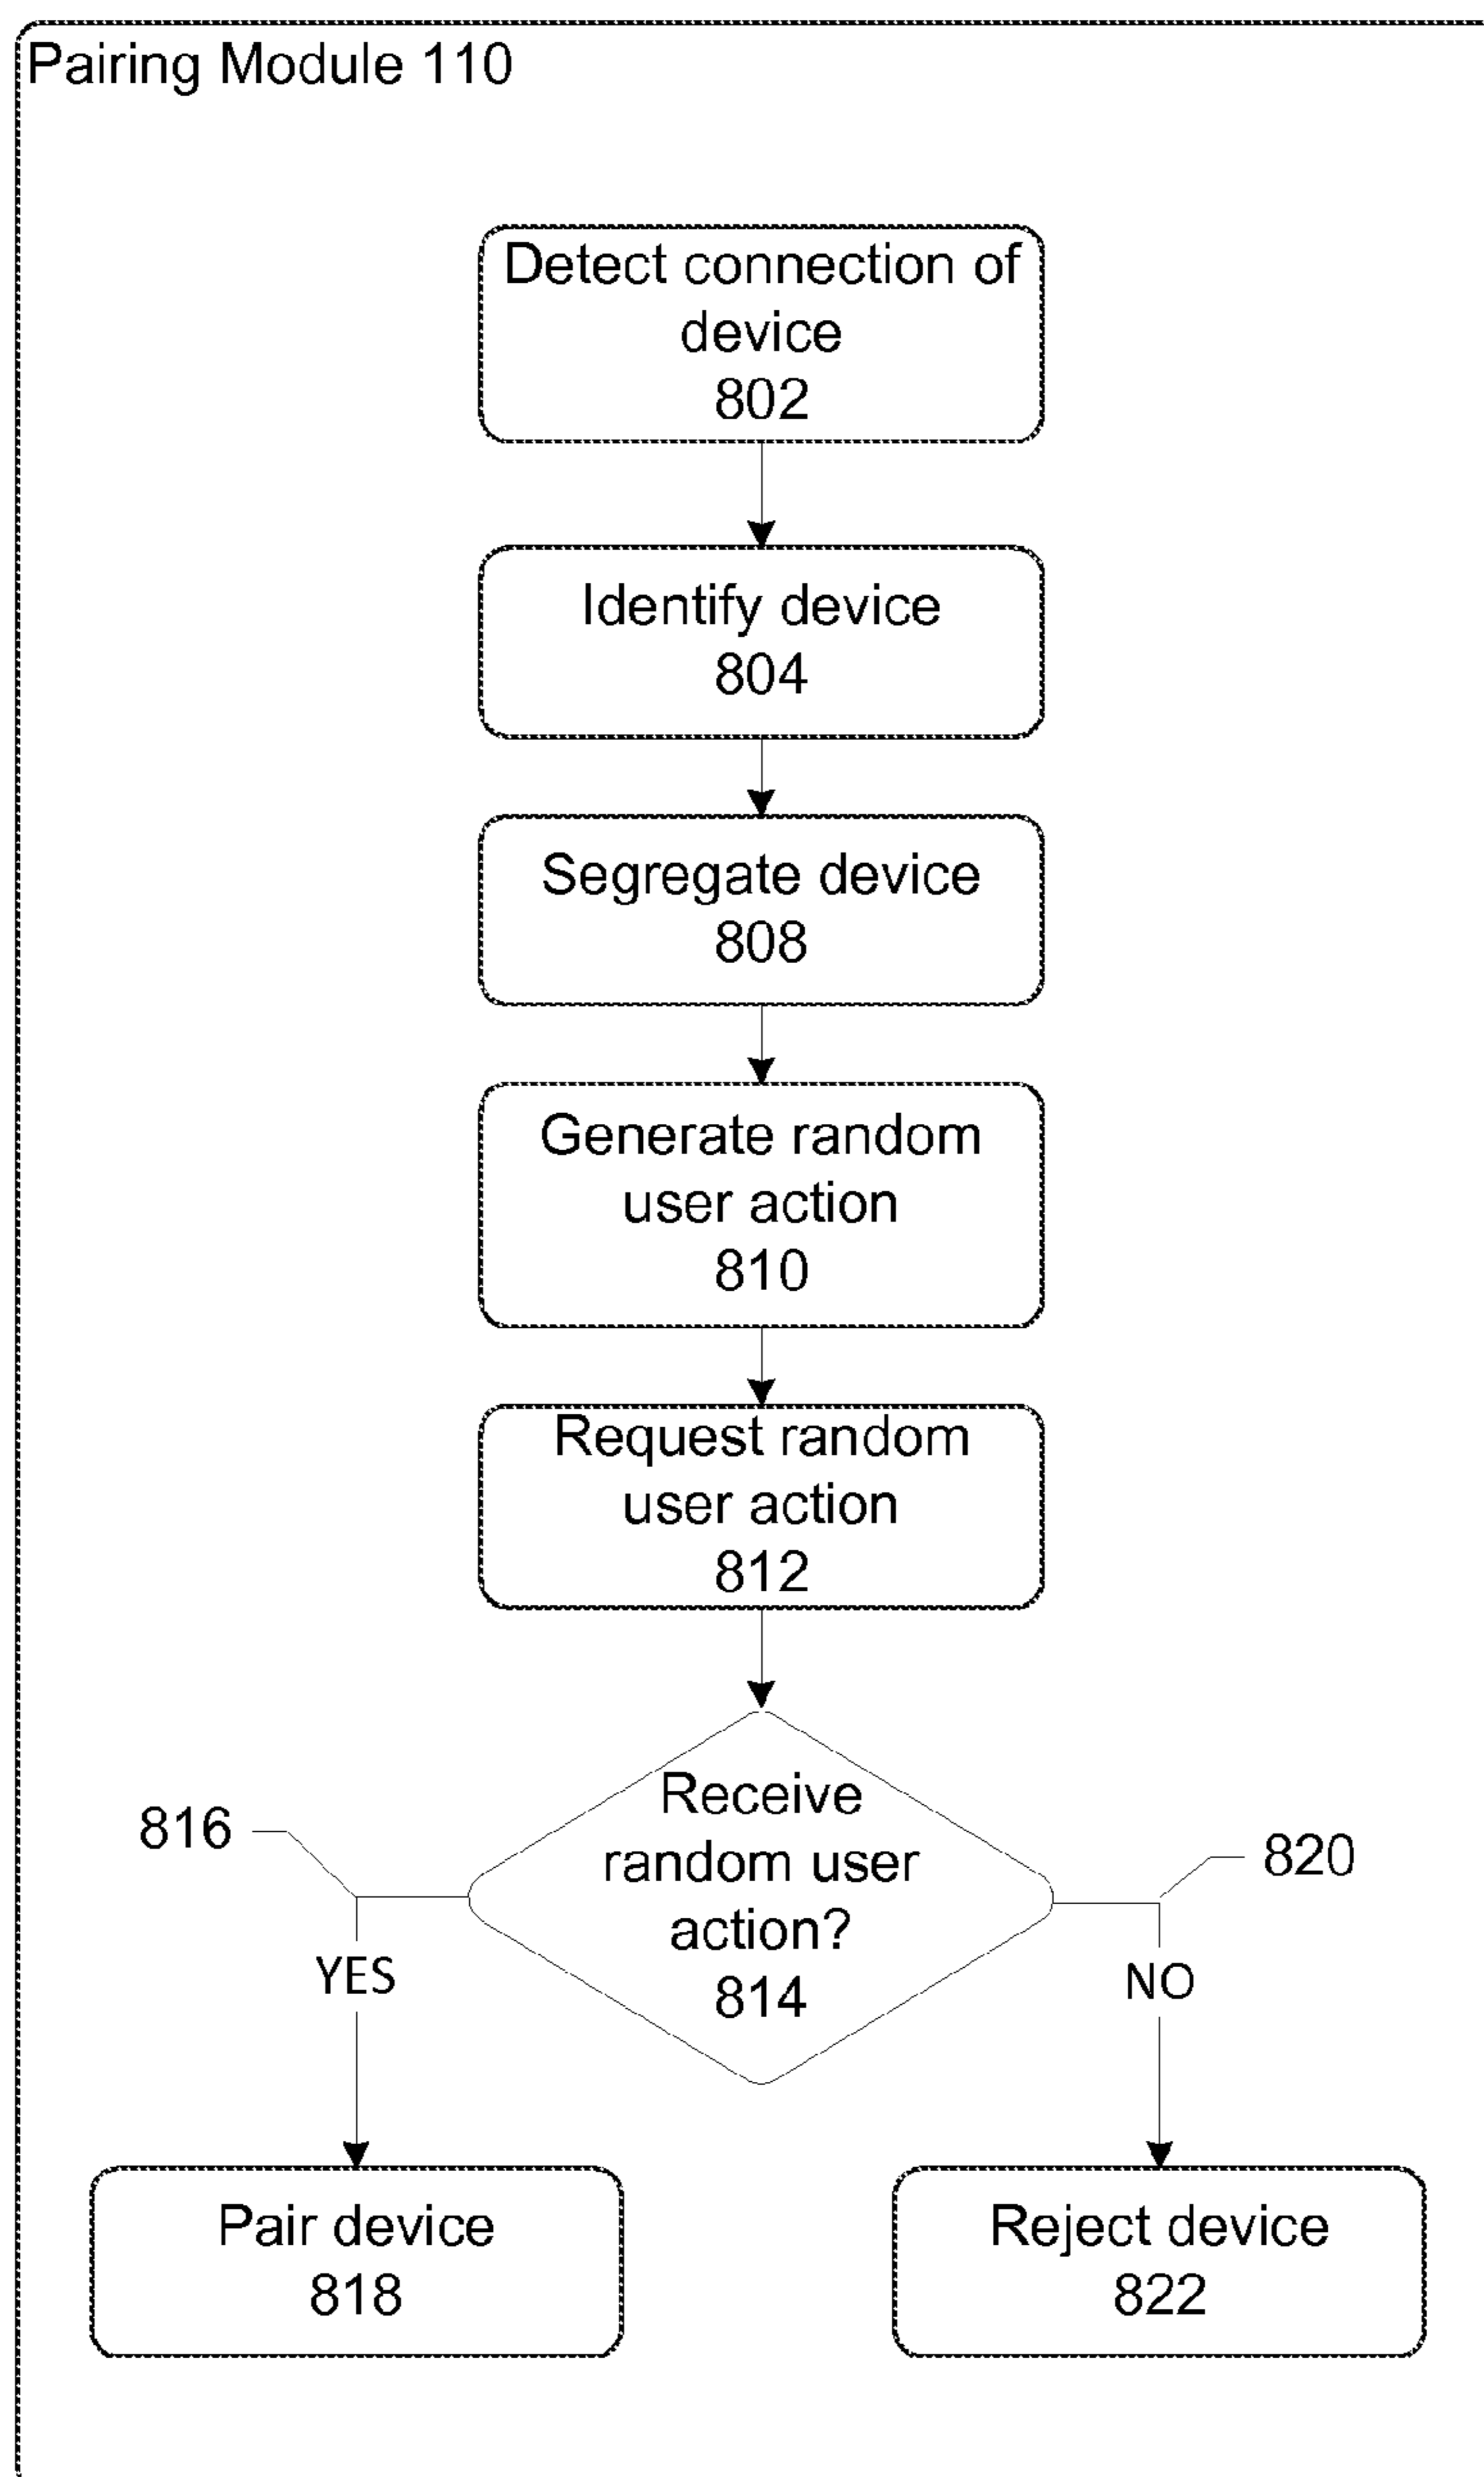 Pairing Module 110
Detect connection of
device
802
Identify device
804
Segregate device
808
Generate random
user action
810
Request random
user action
812
Receive
random user
action?
814
816
820
YES
NO
Pair device
818
Reject device
822